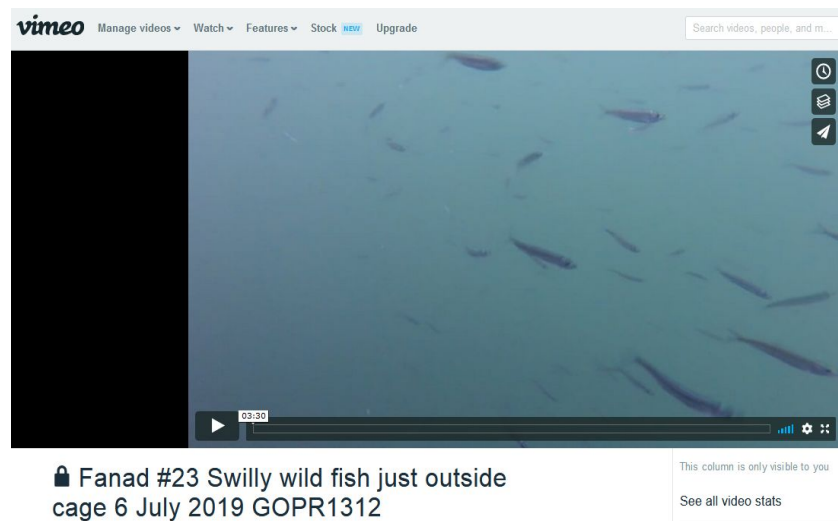 vimeo Manage videos Watch Features Stock NEW Upgrade Search videos, people, and m...
03:30
Fanad #23 Swilly wild fish just outside
cage 6 July 2019 GOPR1312
This column is only visible to you
See all video stats